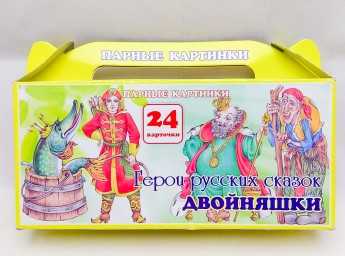 ПАРНЫЕ КАРТИНКИ
ПАРНЫЕ КАРТИНКИ
24
карточки
Герои русских сказок
ДВОЙНЯШКИ